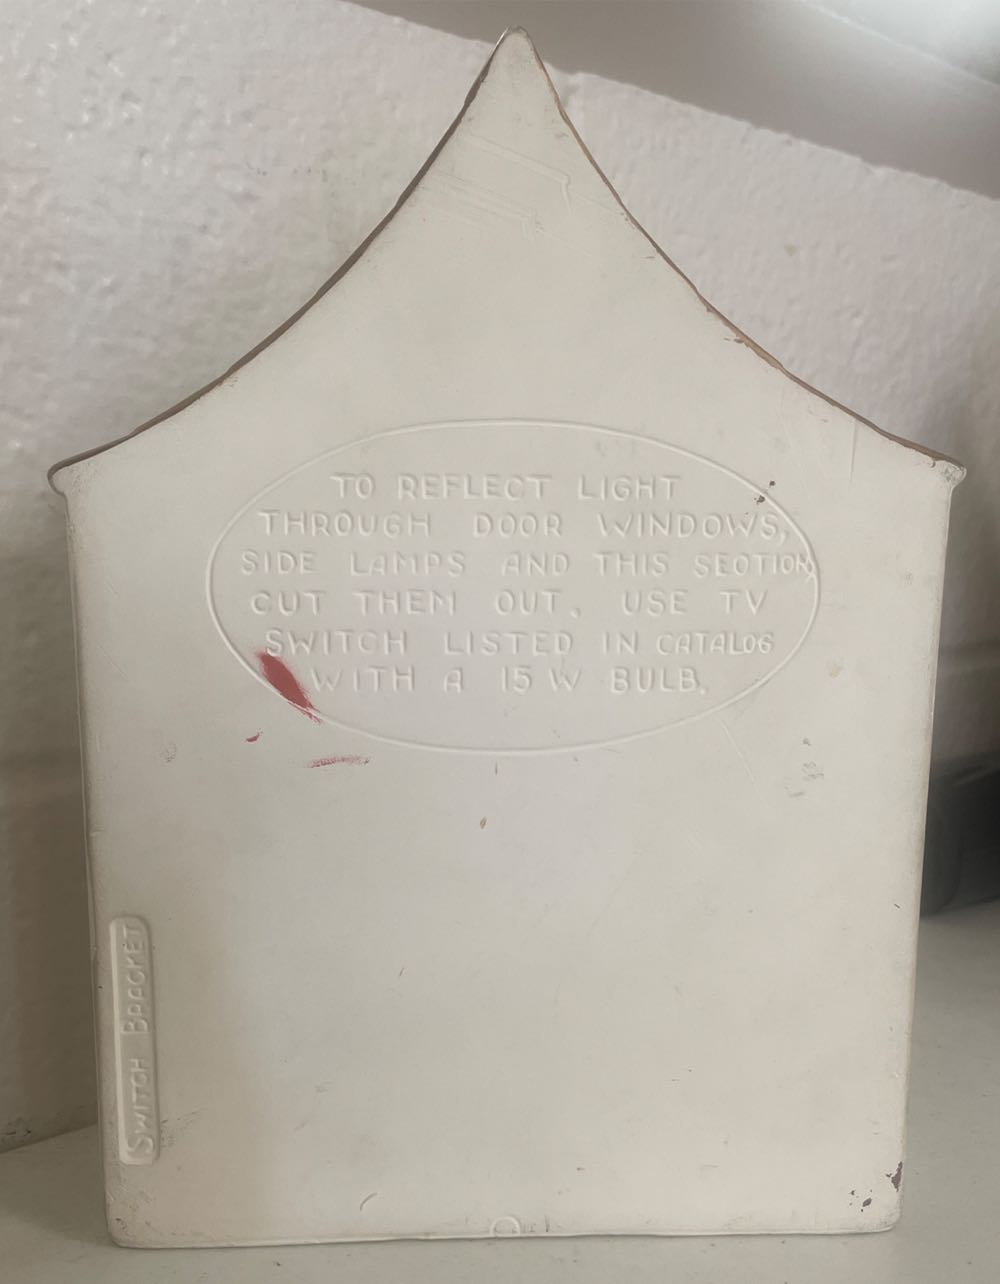 TO REFLECT LIGHT
THROUGH DOOR WINDOWS,
SIDE LAMPS AND THIS SECTION
CUT THEM OUT. USE TV
SWITCH LISTED IN CATALOG
WITH A 15 W BULB.
SWITCH BRACKET